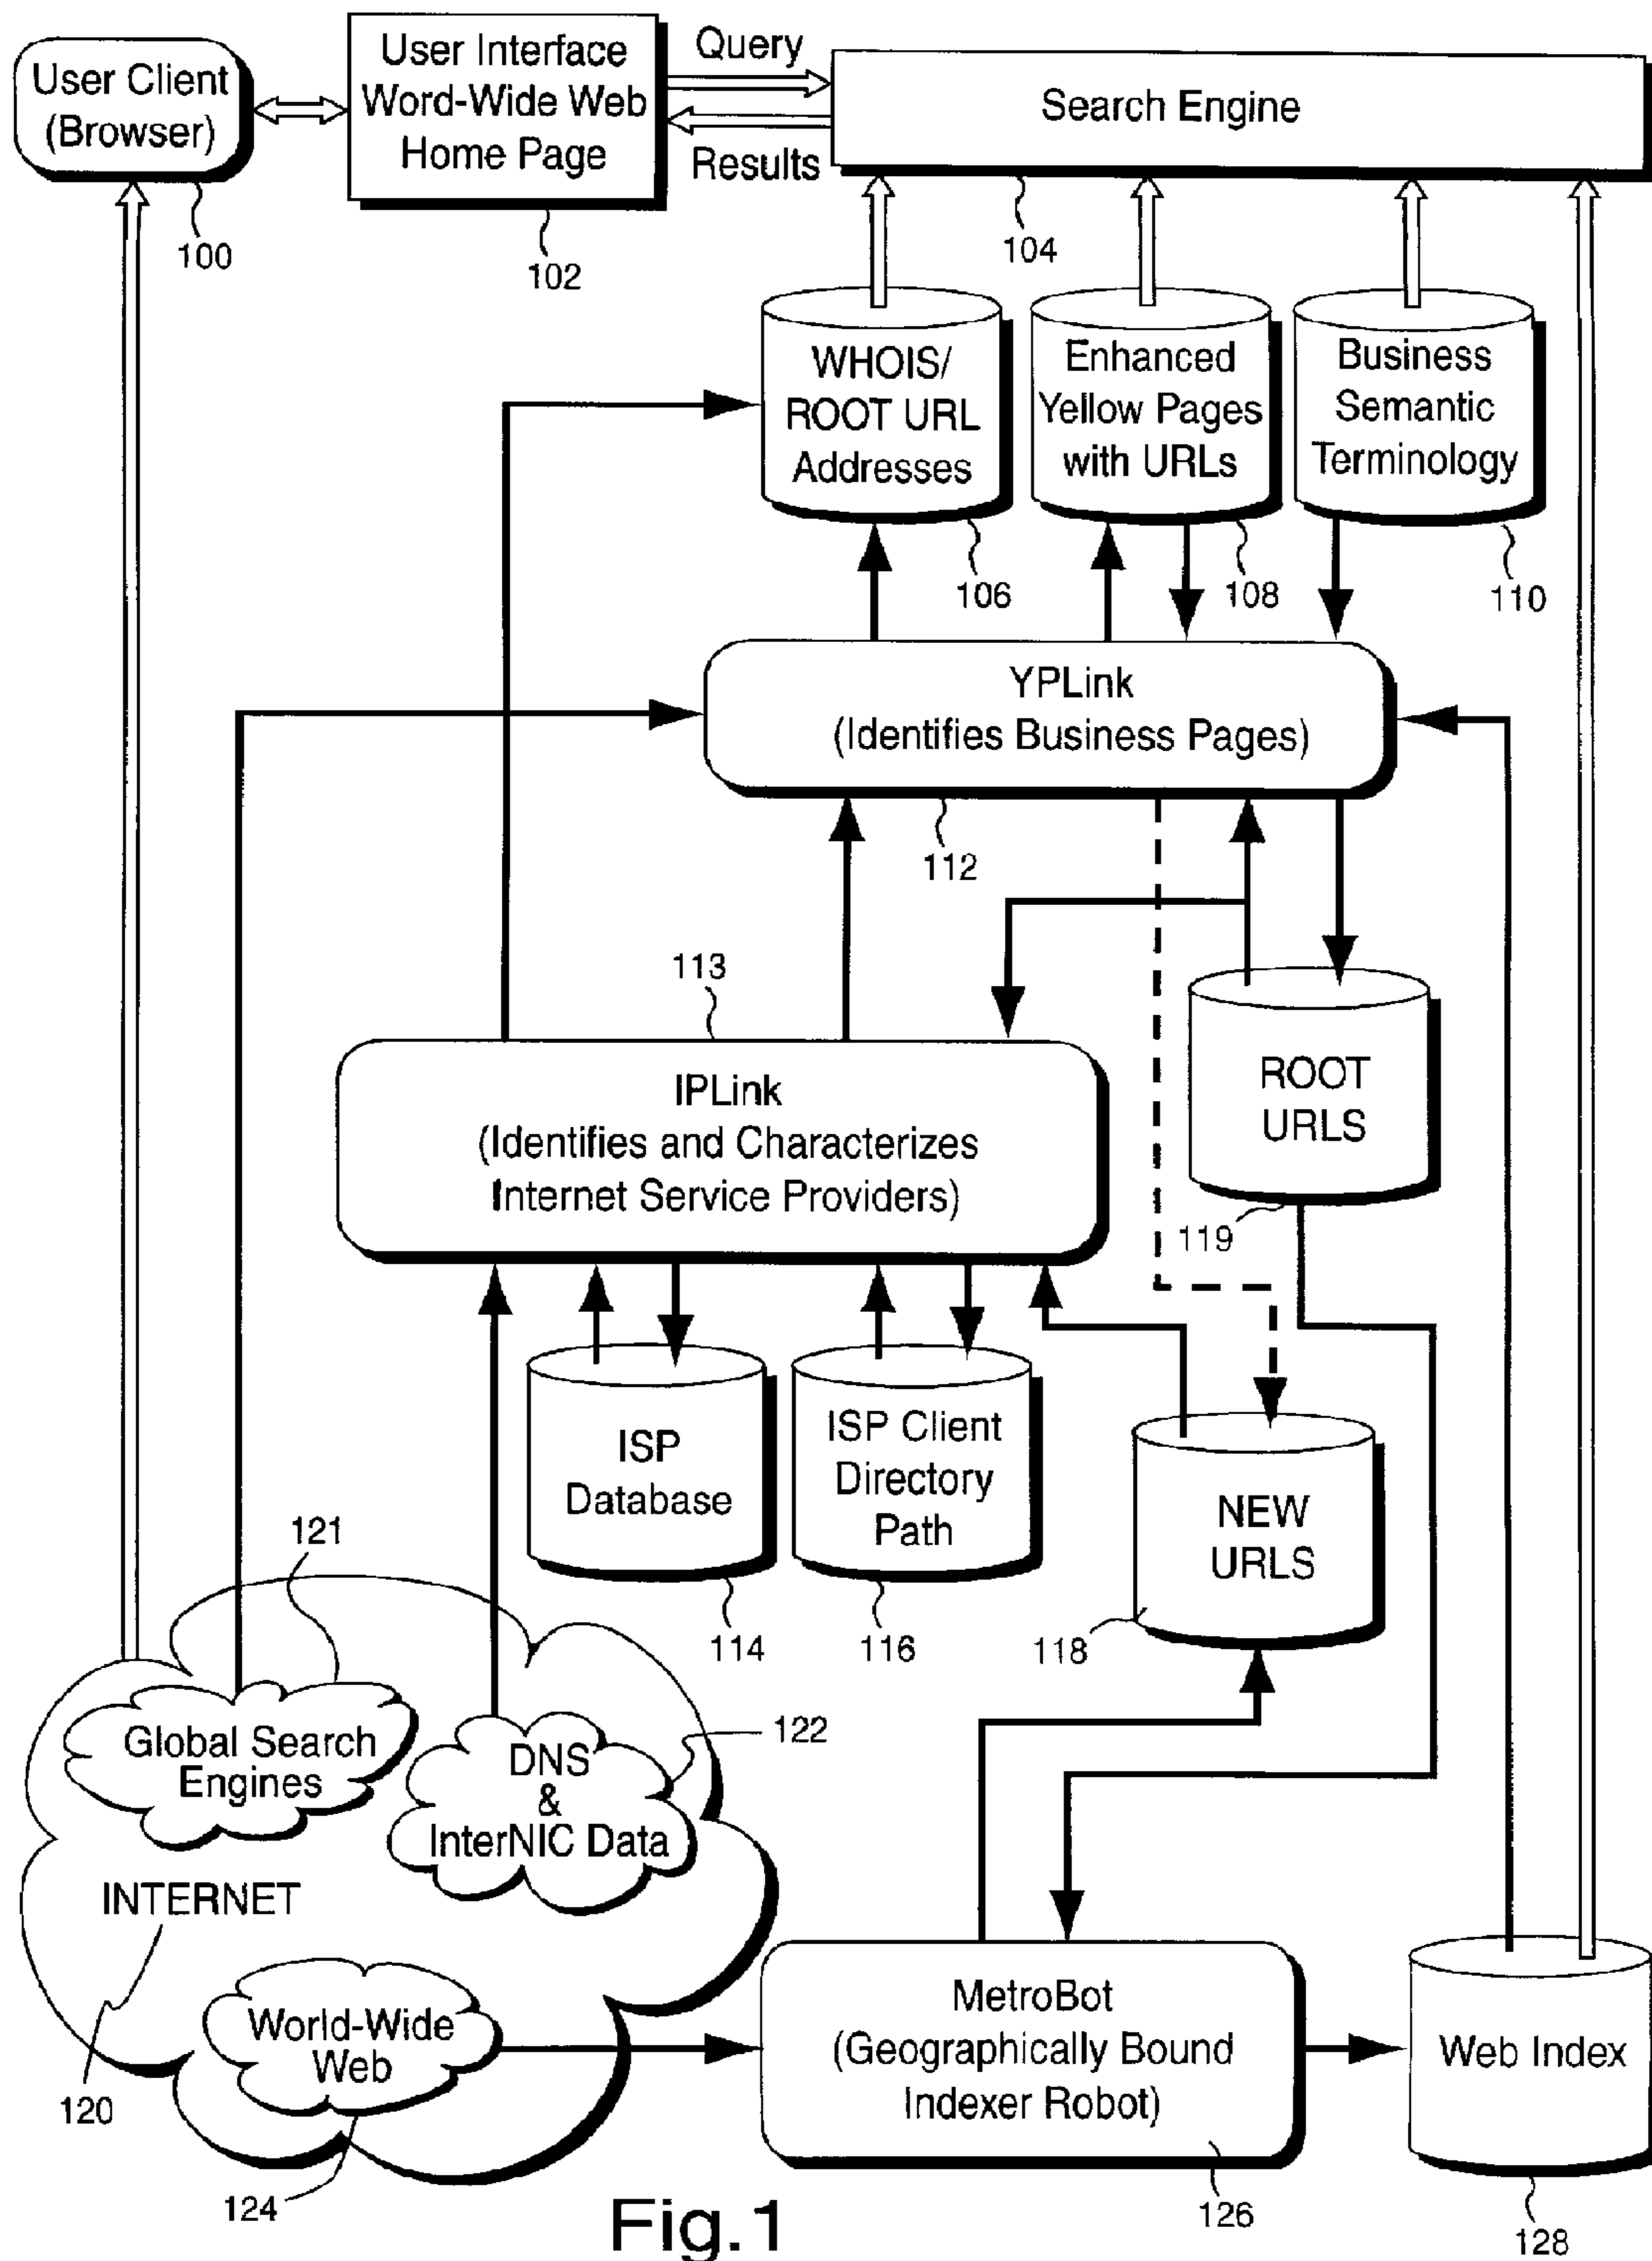 User Client
(Browser)
100
User Interface
Word-Wide Web
Home Page
102
Query
Results
Search Engine
104
WHOIS/
ROOT URL
Addresses
106
Enhanced
Yellow Pages
with URLs
108
Business
Semantic
Terminology
110
YPLink
(Identifies Business Pages)
112
113
IPLink
(Identifies and Characterizes
Internet Service Providers)
ROOT
URLS
119
ISP
Database
114
ISP Client
Directory
Path
116
NEW
URLS
118
121
Global Search
Engines
DNS
&
InterNIC Data
122
INTERNET
120
World-Wide
Web
124
MetroBot
(Geographically Bound
Indexer Robot)
126
Web Index
128
Fig.1